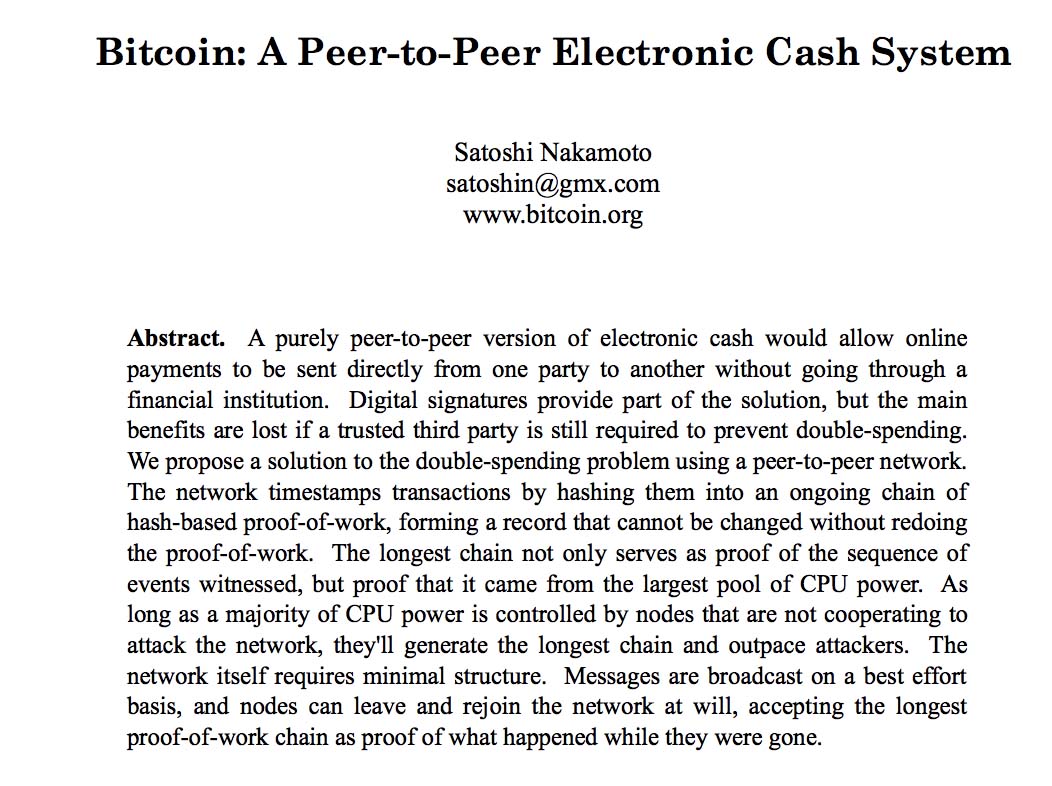 Bitcoin: A Peer-to-Peer Electronic Cash System
Satoshi Nakamoto
satoshin@gmx.com
www.bitcoin.org
Abstract. A purely peer-to-peer version of electronic cash would allow online
payments to be sent directly from one party to another without going through a
financial institution. Digital signatures provide part of the solution, but the main
benefits are lost if a trusted third party is still required to prevent double-spending.
We propose a solution to the double-spending problem using a peer-to-peer network.
The network timestamps transactions by hashing them into an ongoing chain of
hash-based proof-of-work, forming a record that cannot be changed without redoing
the proof-of-work. The longest chain not only serves as proof of the sequence of
events witnessed, but proof that it came from the largest pool of CPU power. As
long as a majority of CPU power is controlled by nodes that are not cooperating to
attack the network, they'll generate the longest chain and outpace attackers. The
network itself requires minimal structure. Messages are broadcast on a best effort
basis, and nodes can leave and rejoin the network at will, accepting the longest
proof-of-work chain as proof of what happened while they were gone.